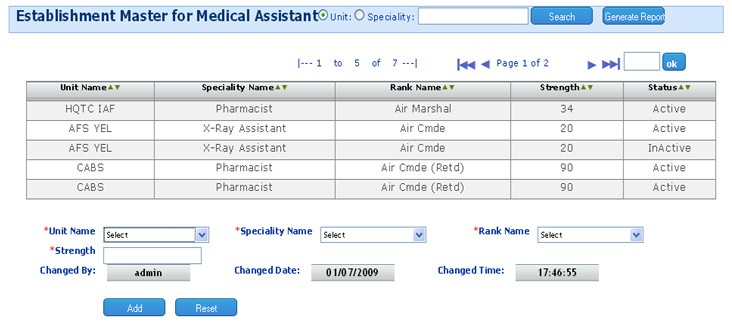 Establishment Master for Medical Assistant Unit: Speciality: Search Generate Report
|--- 1 to 5 of 7 ---| Page 1 of 2 ok
Unit Name Speciality Name Rank Name Strength Status
HQTC IAF Pharmacist Air Marshal 34 Active
AFS YEL X-Ray Assistant Air Cmde 20 Active
AFS YEL X-Ray Assistant Air Cmde 20 InActive
CABS Pharmacist Air Cmde (Retd) 90 Active
CABS Pharmacist Air Cmde (Retd) 90 Active
*Unit Name Select *Speciality Name Select *Rank Name Select
*Strength
Changed By: admin Changed Date: 01/07/2009 Changed Time: 17:46:55
Add Reset